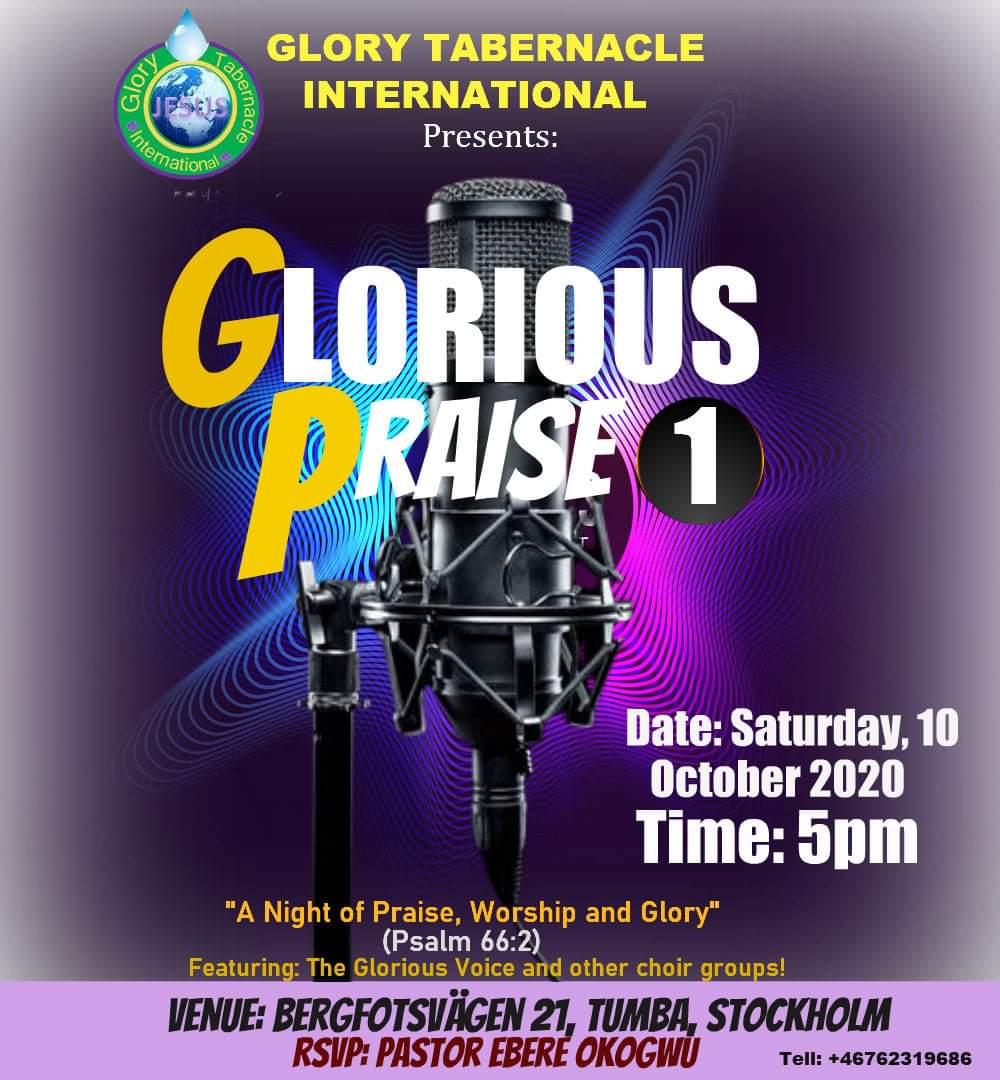 Glory Tabernacle
International
JESUS
GLORY TABERNACLE
INTERNATIONAL
Presents:
GLORIOUS
PRAISE 1
T
Date: Saturday, 10
October 2020
Time: 5pm
"A Night of Praise, Worship and Glory"
(Psalm 66:2)
Featuring: The Glorious Voice and other choir groups!
VENUE: BERGFOTSVÄGEN 21, TUMBA, STOCKHOLM
RSVP: PASTOR EBERE OKOGWU
Tell: +46762319686